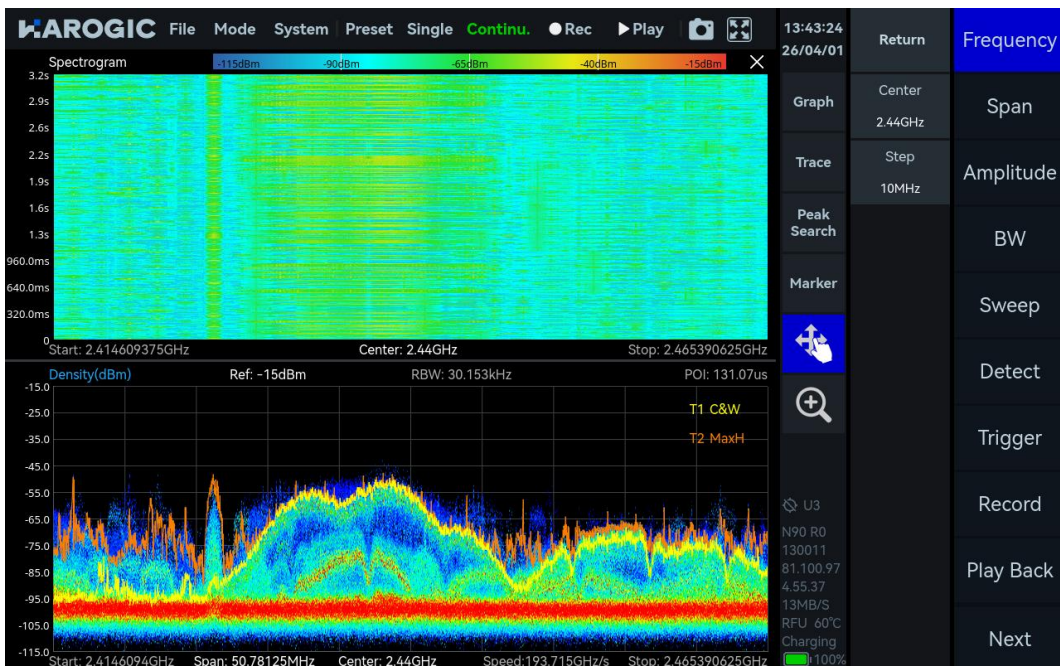 HAROGIC File Mode System Preset Single Continu. Rec Play
13:43:24
26/04/01
Return
Frequency
Spectrogram
-115dBm -90dBm -65dBm -40dBm -15dBm
3.2s
2.9s
2.6s
2.2s
1.9s
1.6s
1.3s
960.0ms
640.0ms
320.0ms
0
Start: 2.414609375GHz Center: 2.44GHz Stop: 2.465390625GHz
Density(dBm) Ref: -15dBm RBW: 30.153kHz POI: 131.07us
T1 C&W
T2 MaxH
-15.0
-25.0
-35.0
-45.0
-55.0
-65.0
-75.0
-85.0
-95.0
-105.0
-115.0
Start: 2.4146094GHz Span: 50.78125MHz Center: 2.44GHz Speed:193.715GHz/s Stop: 2.465390625GHz
Graph
Trace
Peak
Search
Marker
U3
N90 R0
130011
81.100.97
4.55.37
13MB/S
RFU 60°C
Charging
100%
Center
2.44GHz
Step
10MHz
Span
Amplitude
BW
Sweep
Detect
Trigger
Record
Play Back
Next